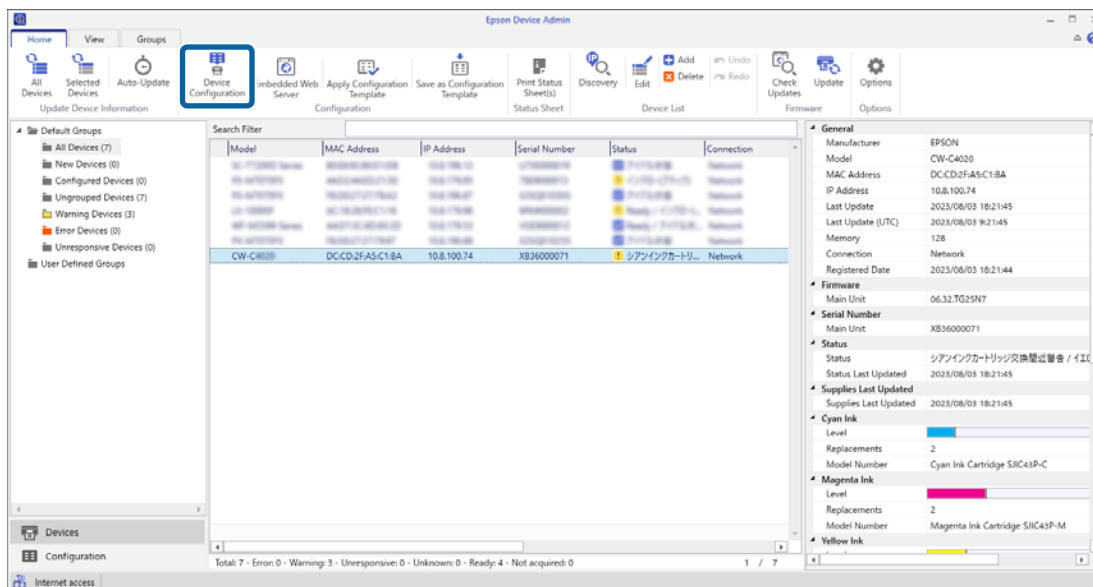 Epson Device Admin
Home View Groups
All Devices
Selected Devices
Auto-Update
Update Device Information
Device Configuration
Embedded Web Server
Apply Configuration Template
Save as Configuration Template
Configuration
Print Status Sheet(s)
Status Sheet
Discovery
Edit
Add
Delete
Undo
Redo
Device List
Check Updates
Update
Firmware
Options
Options
Default Groups
All Devices (7)
New Devices (0)
Configured Devices (0)
Ungrouped Devices (7)
Warning Devices (3)
Error Devices (0)
Unresponsive Devices (0)
User Defined Groups
Devices
Configuration
Internet access
Search Filter
Model MAC Address IP Address Serial Number Status Connection
CW-C4020 DC:CD:2F:A5:C1:BA 10.8.100.74 XB36000071 シアンインクカートリ... Network
Total: 7 - Error: 0 - Warning: 3 - Unresponsive: 0 - Unknown: 0 - Ready: 4 - Not acquired: 0
1 / 7
General
Manufacturer EPSON
Model CW-C4020
MAC Address DC:CD:2F:A5:C1:BA
IP Address 10.8.100.74
Last Update 2023/08/03 18:21:45
Last Update (UTC) 2023/08/03 9:21:45
Memory 128
Connection Network
Registered Date 2023/08/03 18:21:44
Firmware
Main Unit 06.32.TG25N7
Serial Number
Main Unit XB36000071
Status
Status シアンインクカートリッジ交換間近警告 / イエロ
Status Last Updated 2023/08/03 18:21:45
Supplies Last Updated
Supplies Last Updated 2023/08/03 18:21:45
Cyan Ink
Level
Replacements 2
Model Number Cyan Ink Cartridge SJIC43P-C
Magenta Ink
Level
Replacements 2
Model Number Magenta Ink Cartridge SJIC43P-M
Yellow Ink